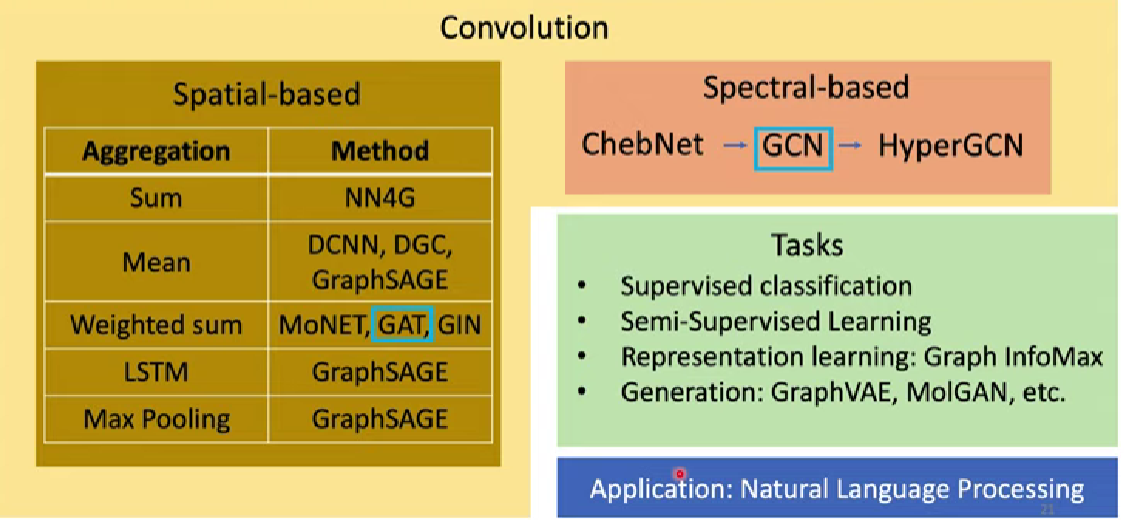 Convolution
Spatial-based
Aggregation Method
Sum NN4G
Mean DCNN, DGC, GraphSAGE
Weighted sum MoNET, GAT, GIN
LSTM GraphSAGE
Max Pooling GraphSAGE
Spectral-based
ChebNet → GCN → HyperGCN
Tasks
• Supervised classification
• Semi-Supervised Learning
• Representation learning: Graph InfoMax
• Generation: GraphVAE, MolGAN, etc.
Application: Natural Language Processing
21